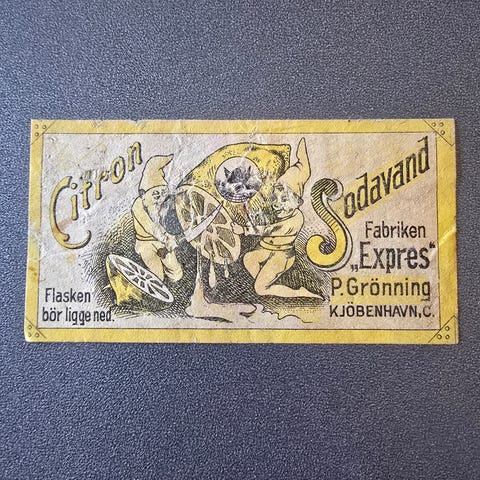 Citron
Sodavand
Fabriken
„Expres“
P. Grönning
KJÖBENHAVN, C.
Flasken
bör ligge ned.